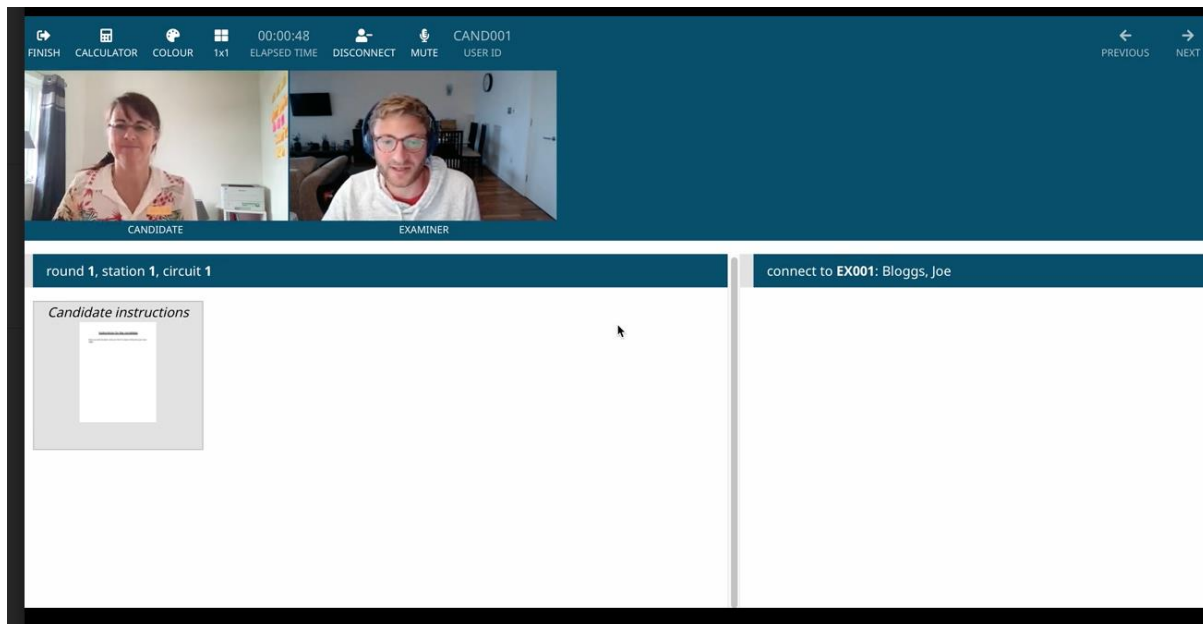 FINISH
CALCULATOR
COLOUR
1x1
00:00:48
ELAPSED TIME
DISCONNECT
MUTE
CAND001
USER ID
PREVIOUS
NEXT
CANDIDATE
EXAMINER
round 1, station 1, circuit 1
connect to EX001: Bloggs, Joe
Candidate instructions